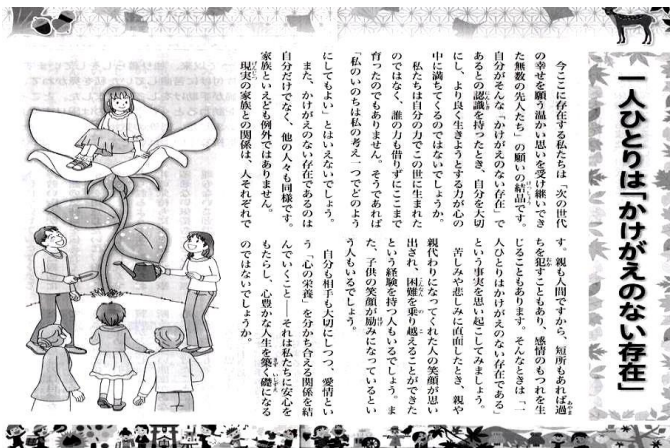 一人ひとりは「かけがえのない存在」
今ここに存在する私たちは「次の世代
の幸せを願う温かい思いを受け継いでき
た無数の先人たち」の願いの結晶です。
自分がそんな「かけがえのない存在」で
あるとの認識を持ったとき、自分を大切
にし、より良く生きようとする力が心の
中に満ちてくるのではないでしょうか。
私たちは自分の力でこの世に生まれた
のではなく、誰の力も借りずにここまで
育ったのでもありません。そうであれば
「私のいのちは私の考え一つでどのよう
にしてもよい」とはいえないでしょう。
また、かけがえのない存在であるのは
自分だけでなく、他の人々も同様です。
家族といえども例外ではありません。
現実の家族との関係は、人それぞれで
す。親も人間ですから、短所もあれば過
ちを犯すこともあり、感情のもつれを生
じることもあります。そんなときは「一
人ひとりはかけがえのない存在である」
という事実を思い起こしてみましょう。
苦しみや悲しみに直面したとき、親や
親代わりになってくれた人の笑顔が思い
出され、困難を乗り越えることができた
という経験を持つ人もいるでしょう。ま
た、子供の笑顔が励みになっているとい
う人もいるでしょう。
自分も相手も大切にしつつ、愛情とい
う「心の栄養」を分かち合える関係を結
んでいくこと――それは私たちに安心を
もたらし、心豊かな人生を築く礎になる
のではないでしょうか。